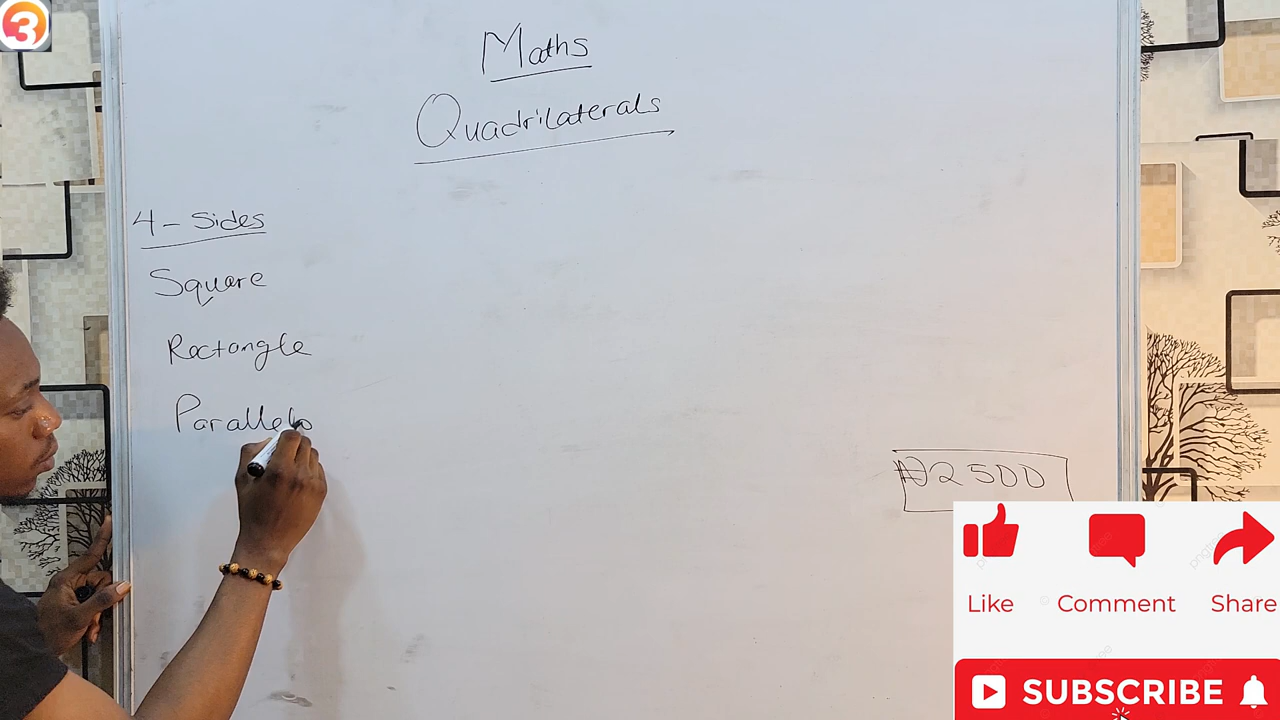 3
Maths
Quadrilaterals
4 - Sides
Square
Rectangle
Parallelo
₦2500
Like Comment Share
SUBSCRIBE